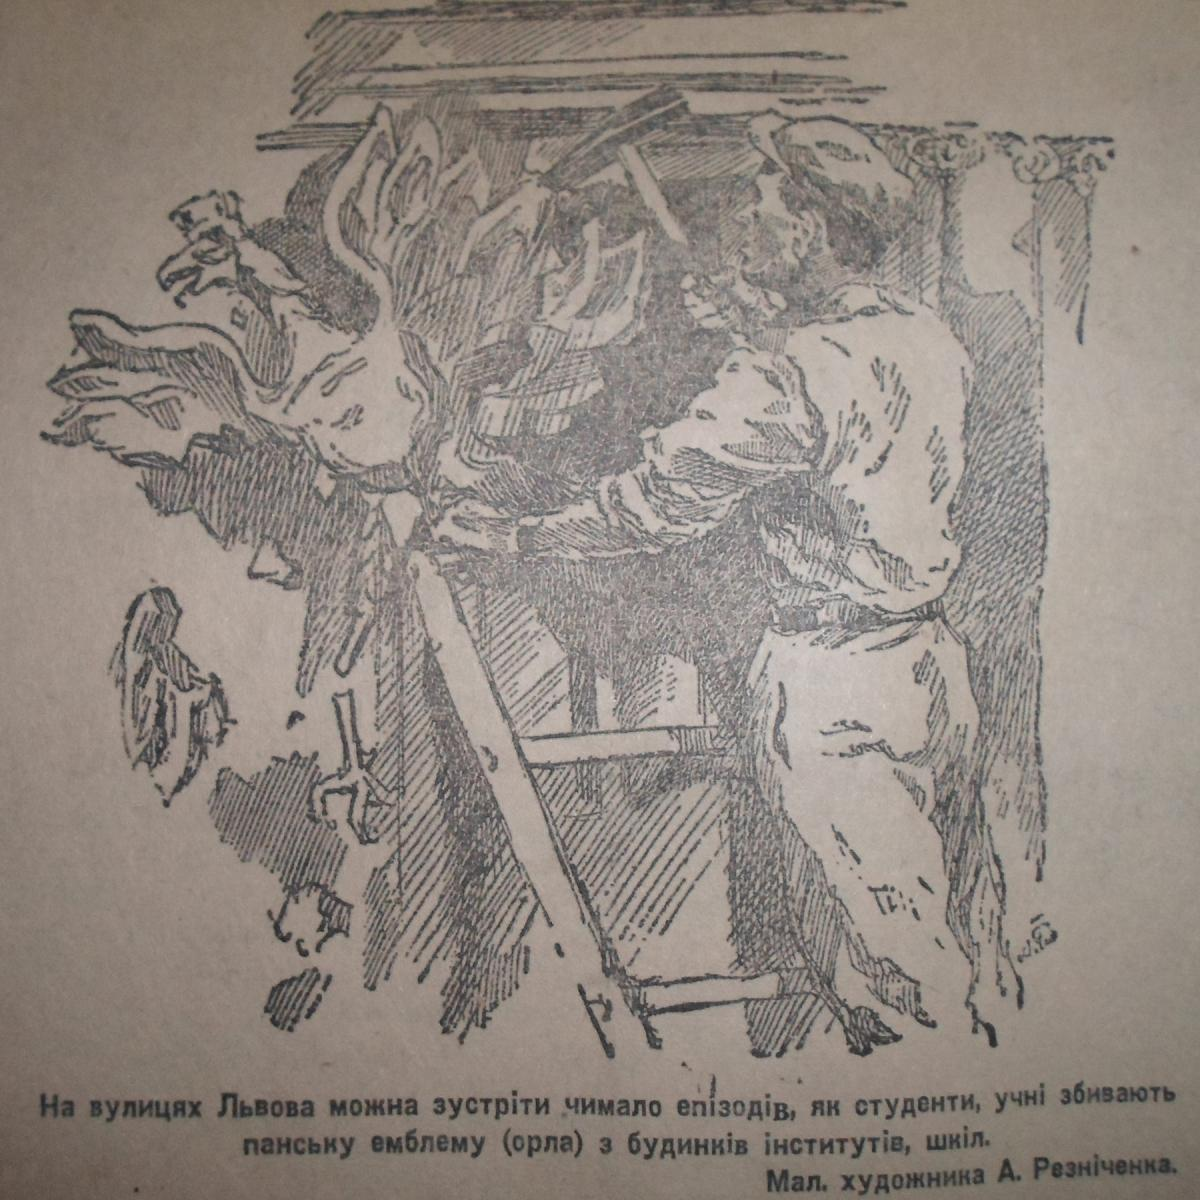 На вулицях Львова можна зустріти чимало епізодів, як студенти, учні збивають
панську емблему (орла) з будинків інститутів, шкіл.
Мал. художника А. Резніченка.